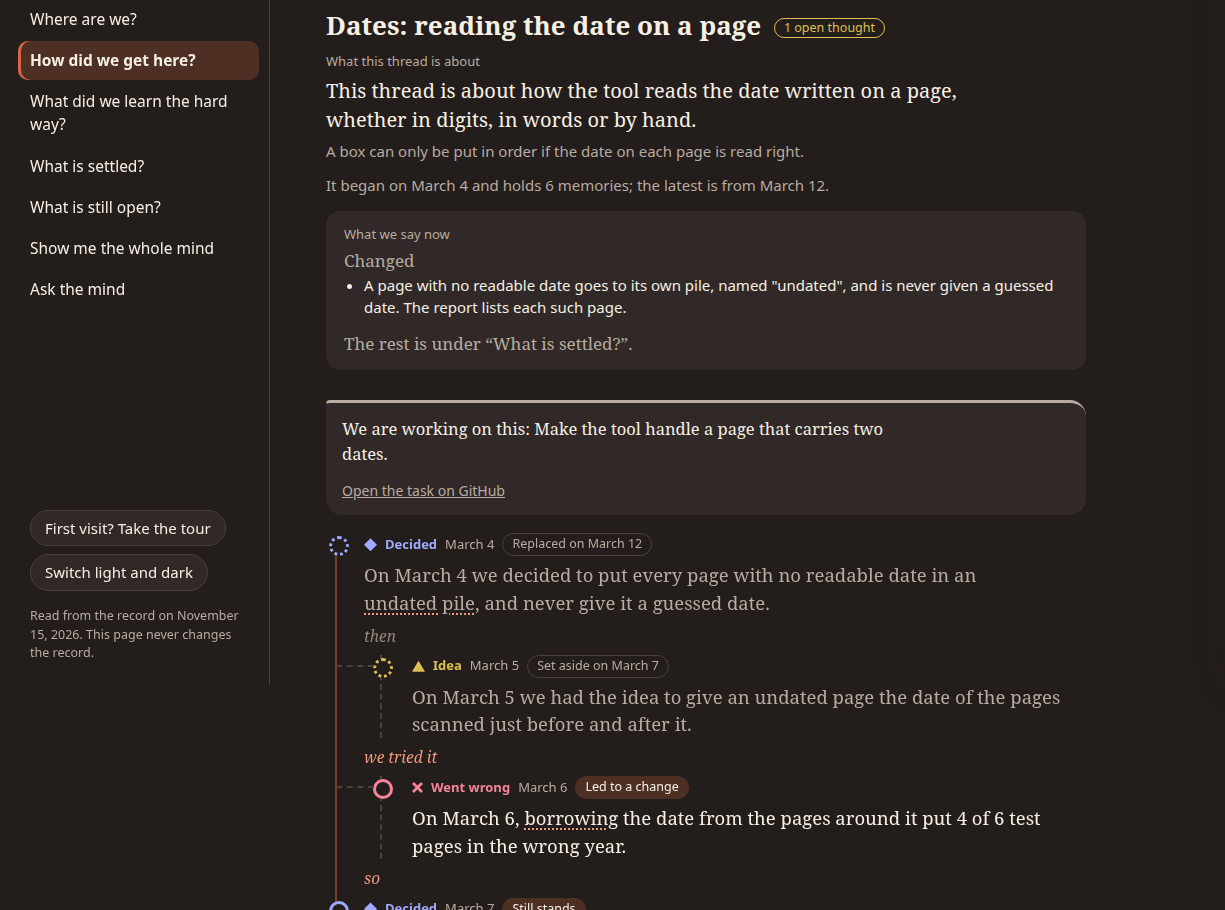 Where are we?
How did we get here?
What did we learn the hard
way?
What is settled?
What is still open?
Show me the whole mind
Ask the mind
First visit? Take the tour
Switch light and dark
Read from the record on November
15, 2026. This page never changes
the record.
Dates: reading the date on a page
1 open thought
What this thread is about
This thread is about how the tool reads the date written on a page,
whether in digits, in words or by hand.
A box can only be put in order if the date on each page is read right.
It began on March 4 and holds 6 memories; the latest is from March 12.
What we say now
Changed
A page with no readable date goes to its own pile, named "undated", and is never given a guessed
date. The report lists each such page.
The rest is under “What is settled?”.
We are working on this: Make the tool handle a page that carries two
dates.
Open the task on GitHub
Decided March 4 Replaced on March 12
On March 4 we decided to put every page with no readable date in an
undated pile, and never give it a guessed date.
then
Idea March 5 Set aside on March 7
On March 5 we had the idea to give an undated page the date of the pages
scanned just before and after it.
we tried it
Went wrong March 6 Led to a change
On March 6, borrowing the date from the pages around it put 4 of 6 test
pages in the wrong year.
so
Decided March 7 Still stands